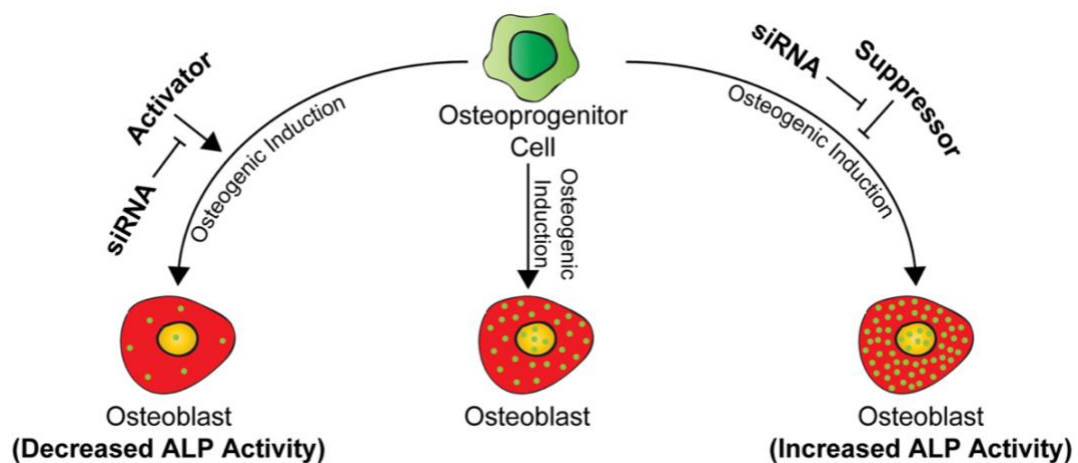 siRNA
Activator
Osteogenic Induction
Osteoblast
(Decreased ALP Activity)
Osteoprogenitor
Cell
Osteogenic
Induction
Osteoblast
siRNA
Suppressor
Osteogenic Induction
Osteoblast
(Increased ALP Activity)